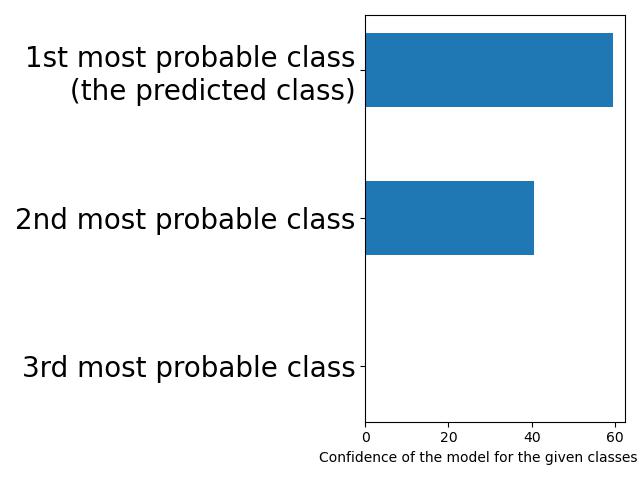 1st most probable class
(the predicted class)
2nd most probable class
3rd most probable class
0 20 40 60
Confidence of the model for the given classes